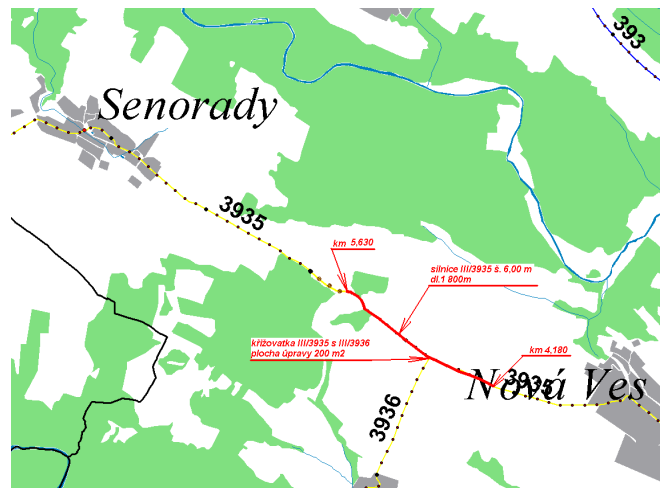 393
Senorady
3935
km 5,630
silnice III/3935 š. 6,00 m
dl.1 800m
křižovatka III/3935 s III/3936
plocha úpravy 200 m2
km 4,180
Nová Ves
3935
3936